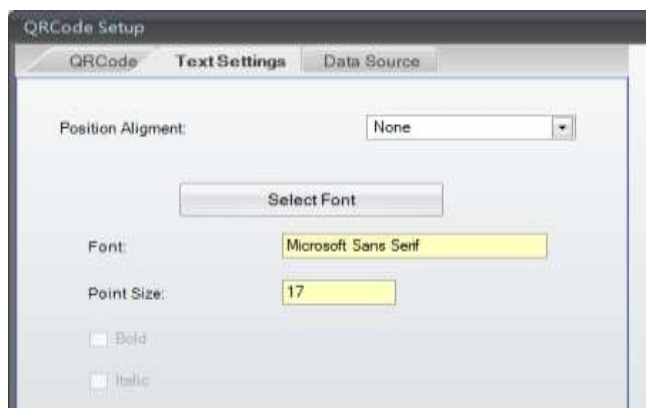 QRCode Setup
QRCode Text Settings Data Source
Position Aligment: None
Select Font
Font: Microsoft Sans Serif
Point Size: 17
Bold
Italic